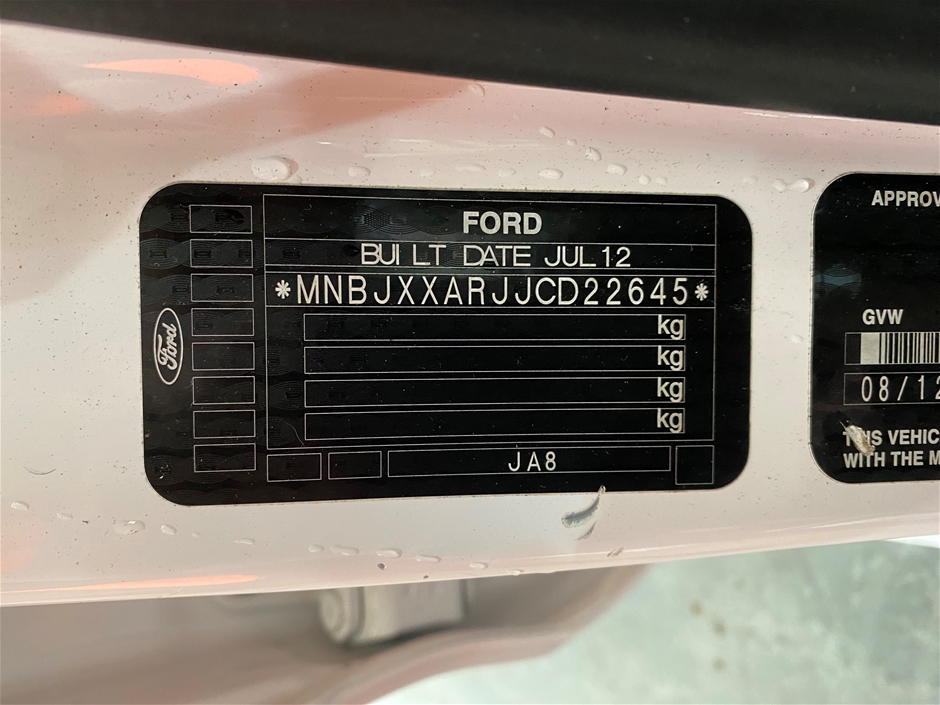 FORD
BUILT DATE JUL12
*MNBJXXARJJCD22645*
kg
kg
kg
kg
JA8
Ford
APPROV
GVW
08/12
THIS VEHIC
WITH THE M